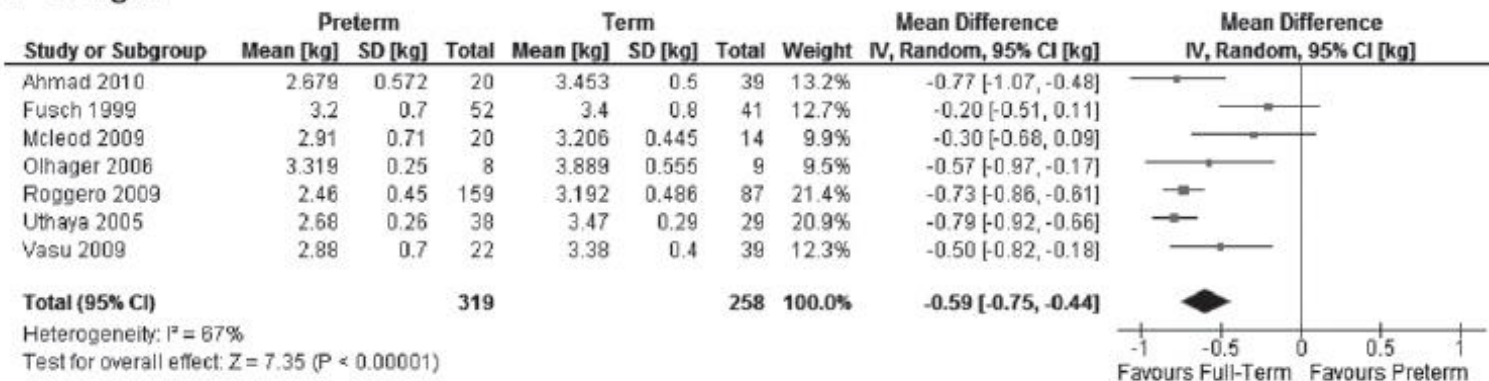 Preterm Term Mean Difference Mean Difference
Study or Subgroup Mean [kg] SD [kg] Total Mean [kg] SD [kg] Total Weight IV, Random, 95% CI [kg] IV, Random, 95% CI [kg]
Ahmad 2010 2.679 0.572 20 3.453 0.5 39 13.2% -0.77 [-1.07, -0.48]
Fusch 1999 3.2 0.7 52 3.4 0.8 41 12.7% -0.20 [-0.51, 0.11]
Mcleod 2009 2.91 0.71 20 3.206 0.445 14 9.9% -0.30 [-0.68, 0.09]
Olhager 2006 3.319 0.25 8 3.889 0.555 9 9.5% -0.57 [-0.97, -0.17]
Roggero 2009 2.46 0.45 159 3.192 0.486 87 21.4% -0.73 [-0.86, -0.61]
Uthaya 2005 2.68 0.26 38 3.47 0.29 29 20.9% -0.79 [-0.92, -0.66]
Vasu 2009 2.88 0.7 22 3.38 0.4 39 12.3% -0.50 [-0.82, -0.18]
Total (95% CI) 319 258 100.0% -0.59 [-0.75, -0.44]
Heterogeneity: I² = 67%
Test for overall effect: Z = 7.35 (P < 0.00001)
-1 -0.5 0 0.5 1
Favours Full-Term Favours Preterm